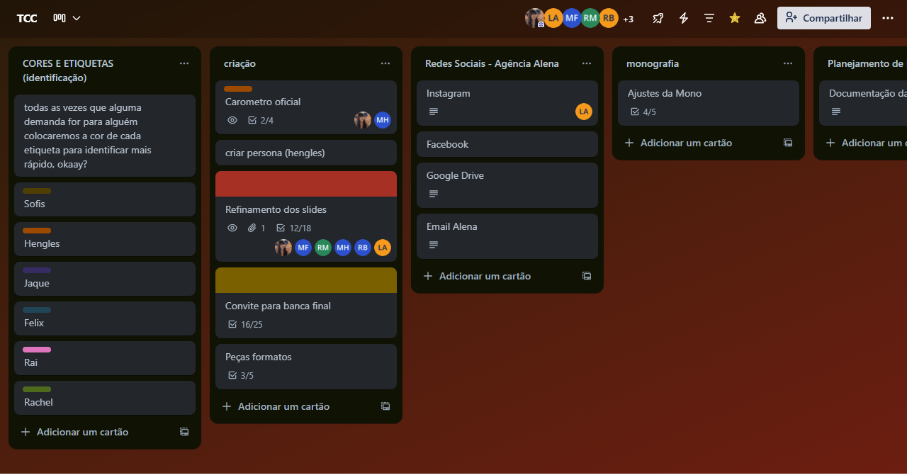 TCC
LA MF RM RB +3
Compartilhar
CORES E ETIQUETAS
(identificação)
todas as vezes que alguma
demanda for para alguém
colocaremos a cor de cada
etiqueta para identificar mais
rápido, okaay?
Sofis
Hengles
Jaque
Felix
Rai
Rachel
Adicionar um cartão
criação
Carometro oficial
2/4
MH
criar persona (hengles)
Refinamento dos slides
1 12/18
MF RM MH RB LA
Convite para banca final
16/25
Peças formatos
3/5
Adicionar um cartão
Redes Sociais - Agência Alena
Instagram
LA
Facebook
Google Drive
Email Alena
Adicionar um cartão
monografia
Ajustes da Mono
4/5
Adicionar um cartão
Planejamento de
Documentação da
Adicionar um